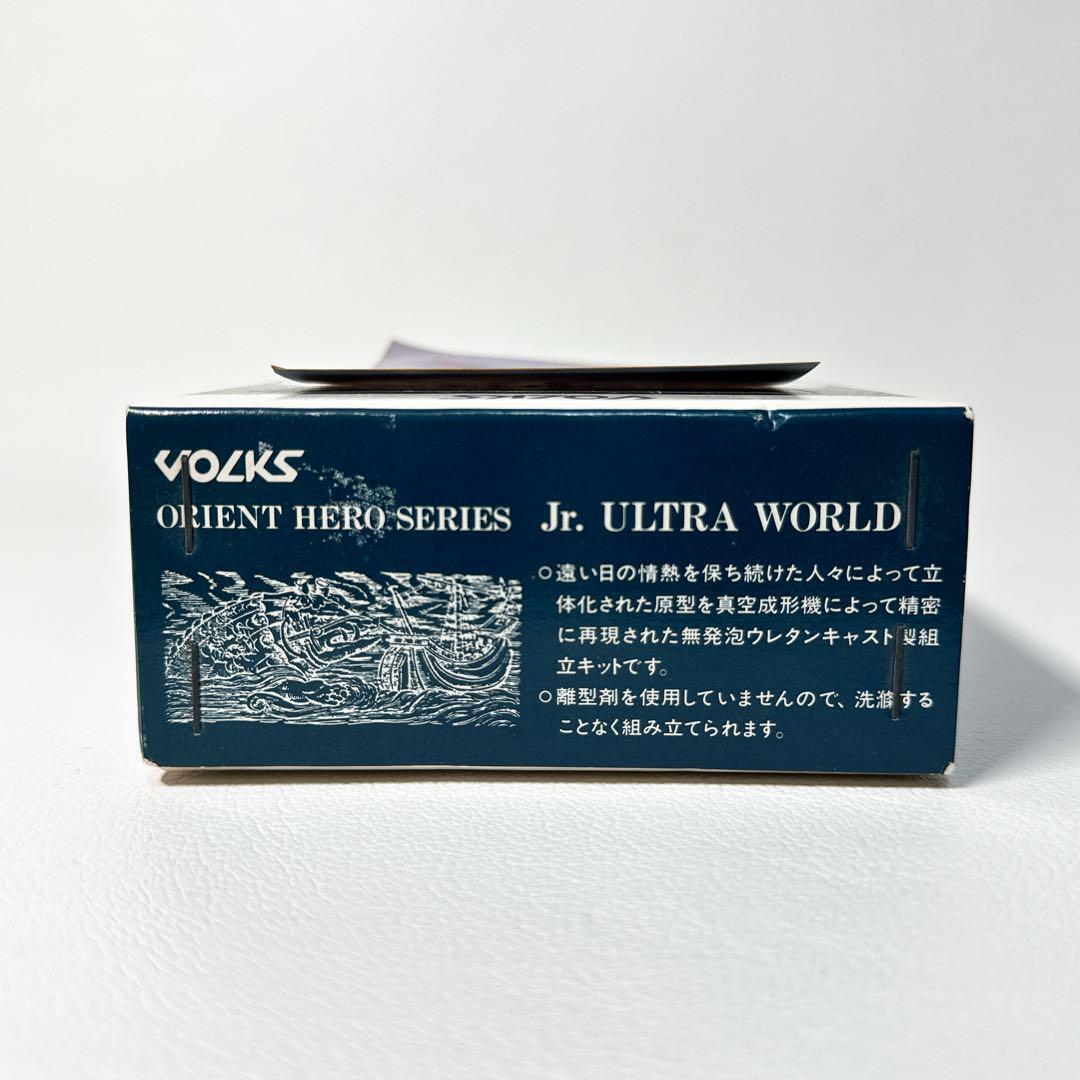 VOLKS
ORIENT HERO SERIES Jr. ULTRA WORLD
○遠い日の情熱を保ち続けた人々によって立
体化された原型を真空成形機によって精密
に再現された無発泡ウレタンキャスト製組
立キットです。
○離型剤を使用していませんので、洗滌する
ことなく組み立てられます。